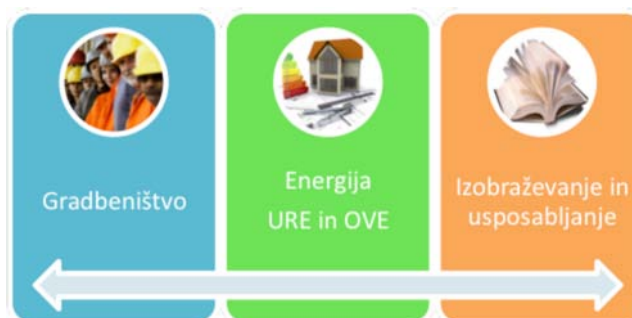 Gradbeništvo
Energija
URE in OVE
Izobraževanje in
usposabljanje